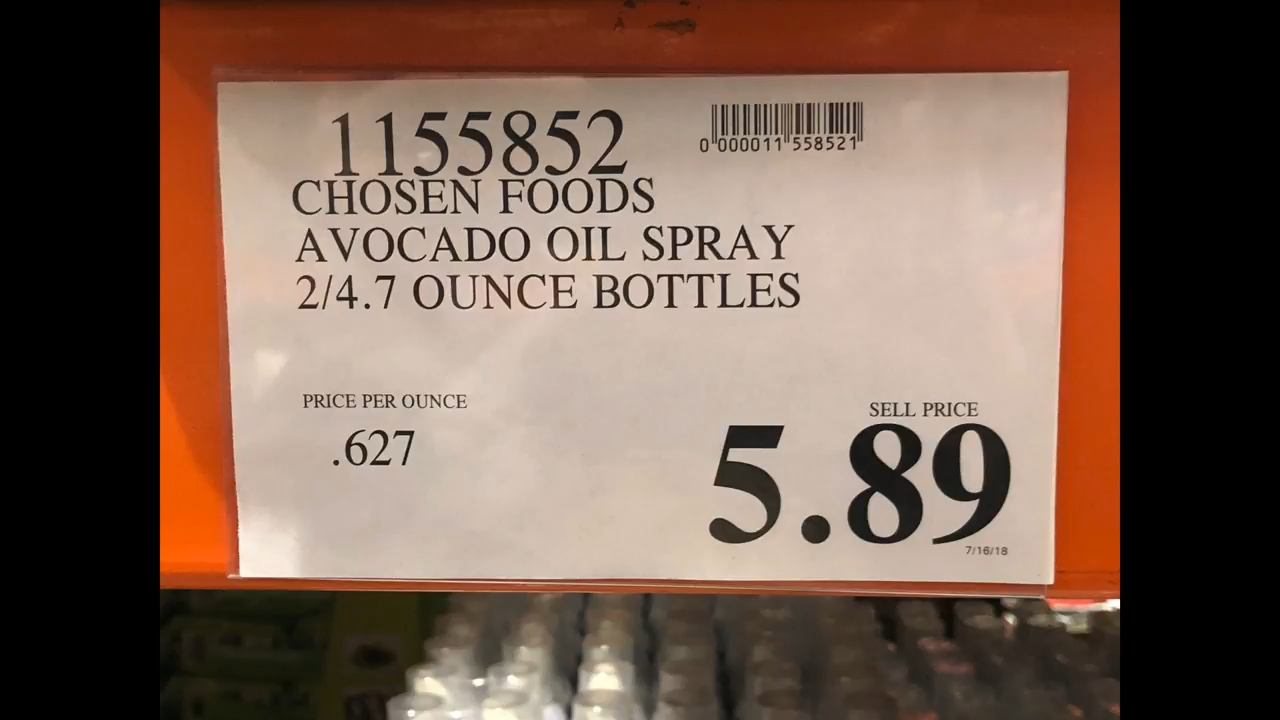 1155852
0 000011 558521
CHOSEN FOODS
AVOCADO OIL SPRAY
2/4.7 OUNCE BOTTLES
PRICE PER OUNCE
.627
SELL PRICE
5.89
7/16/18